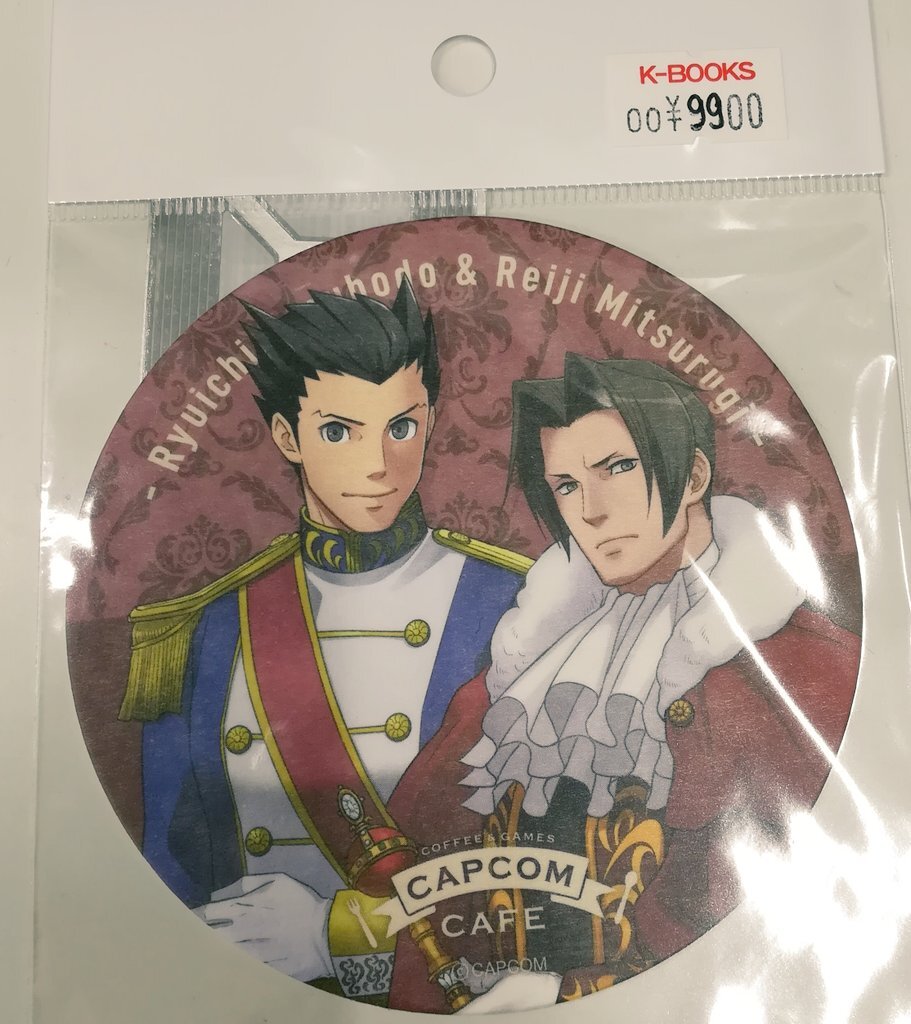 K-BOOKS
00¥9900
- Ryuichi & Reiji Mitsurugi -
COFFEE & GAMES
CAPCOM
CAFE
©CAPCOM